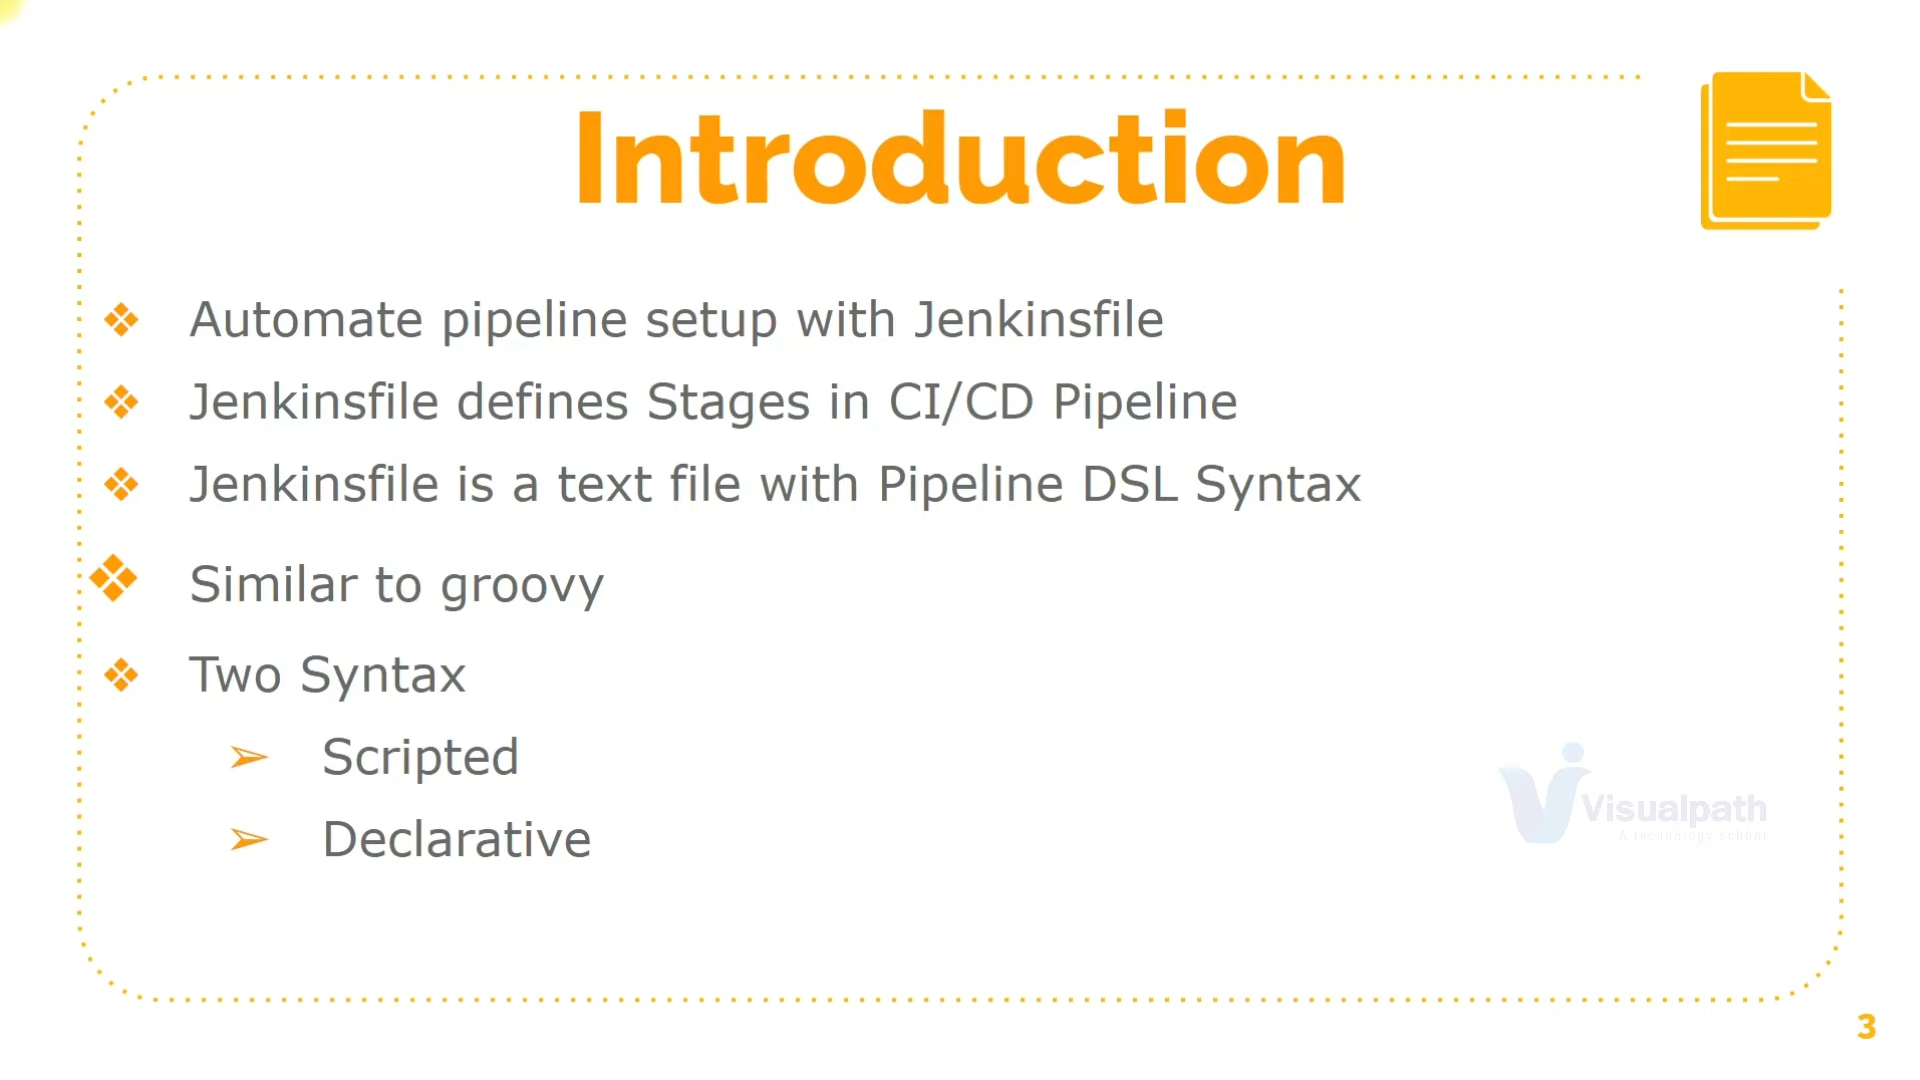 Introduction
Automate pipeline setup with Jenkinsfile
Jenkinsfile defines Stages in CI/CD Pipeline
Jenkinsfile is a text file with Pipeline DSL Syntax
Similar to groovy
Two Syntax
Scripted
Declarative
Visualpath
A technology school
3